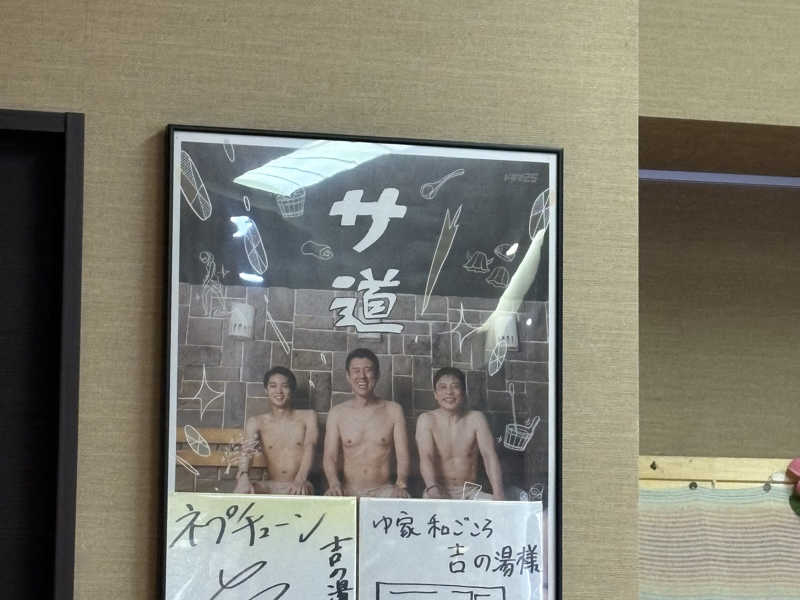 サ
道
ネプチューン
吉の湯
ゆ家 和ごころ
吉の湯様